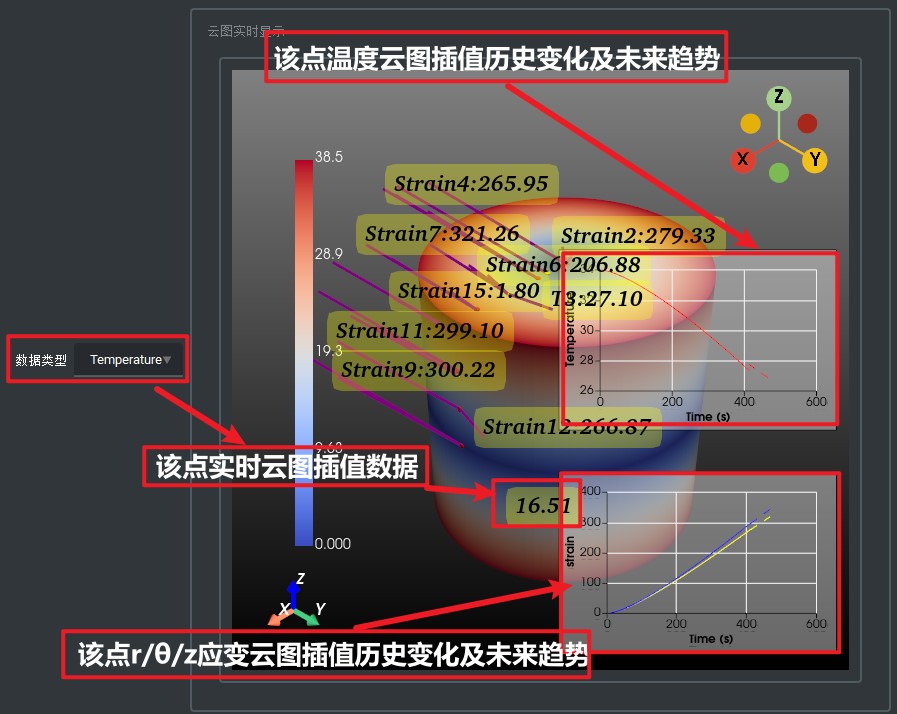 云图实时显示
该点温度云图插值历史变化及未来趋势
Z
X
Y
38.5
Strain4:265.95
Strain7:321.26
Strain2:279.33
28.9
Strain6:206.88
Strain15:1.80
T3:27.10
Strain11:299.10
19.3
Strain9:300.22
Temperature
30
28
26
0
200
400
600
Time (s)
数据类型
Temperature
Strain12:266.87
9.63
该点实时云图插值数据
16.51
400
300
200
100
0
strain
0
200
400
600
Time (s)
0.000
Z
X
Y
该点r/θ/z应变云图插值历史变化及未来趋势